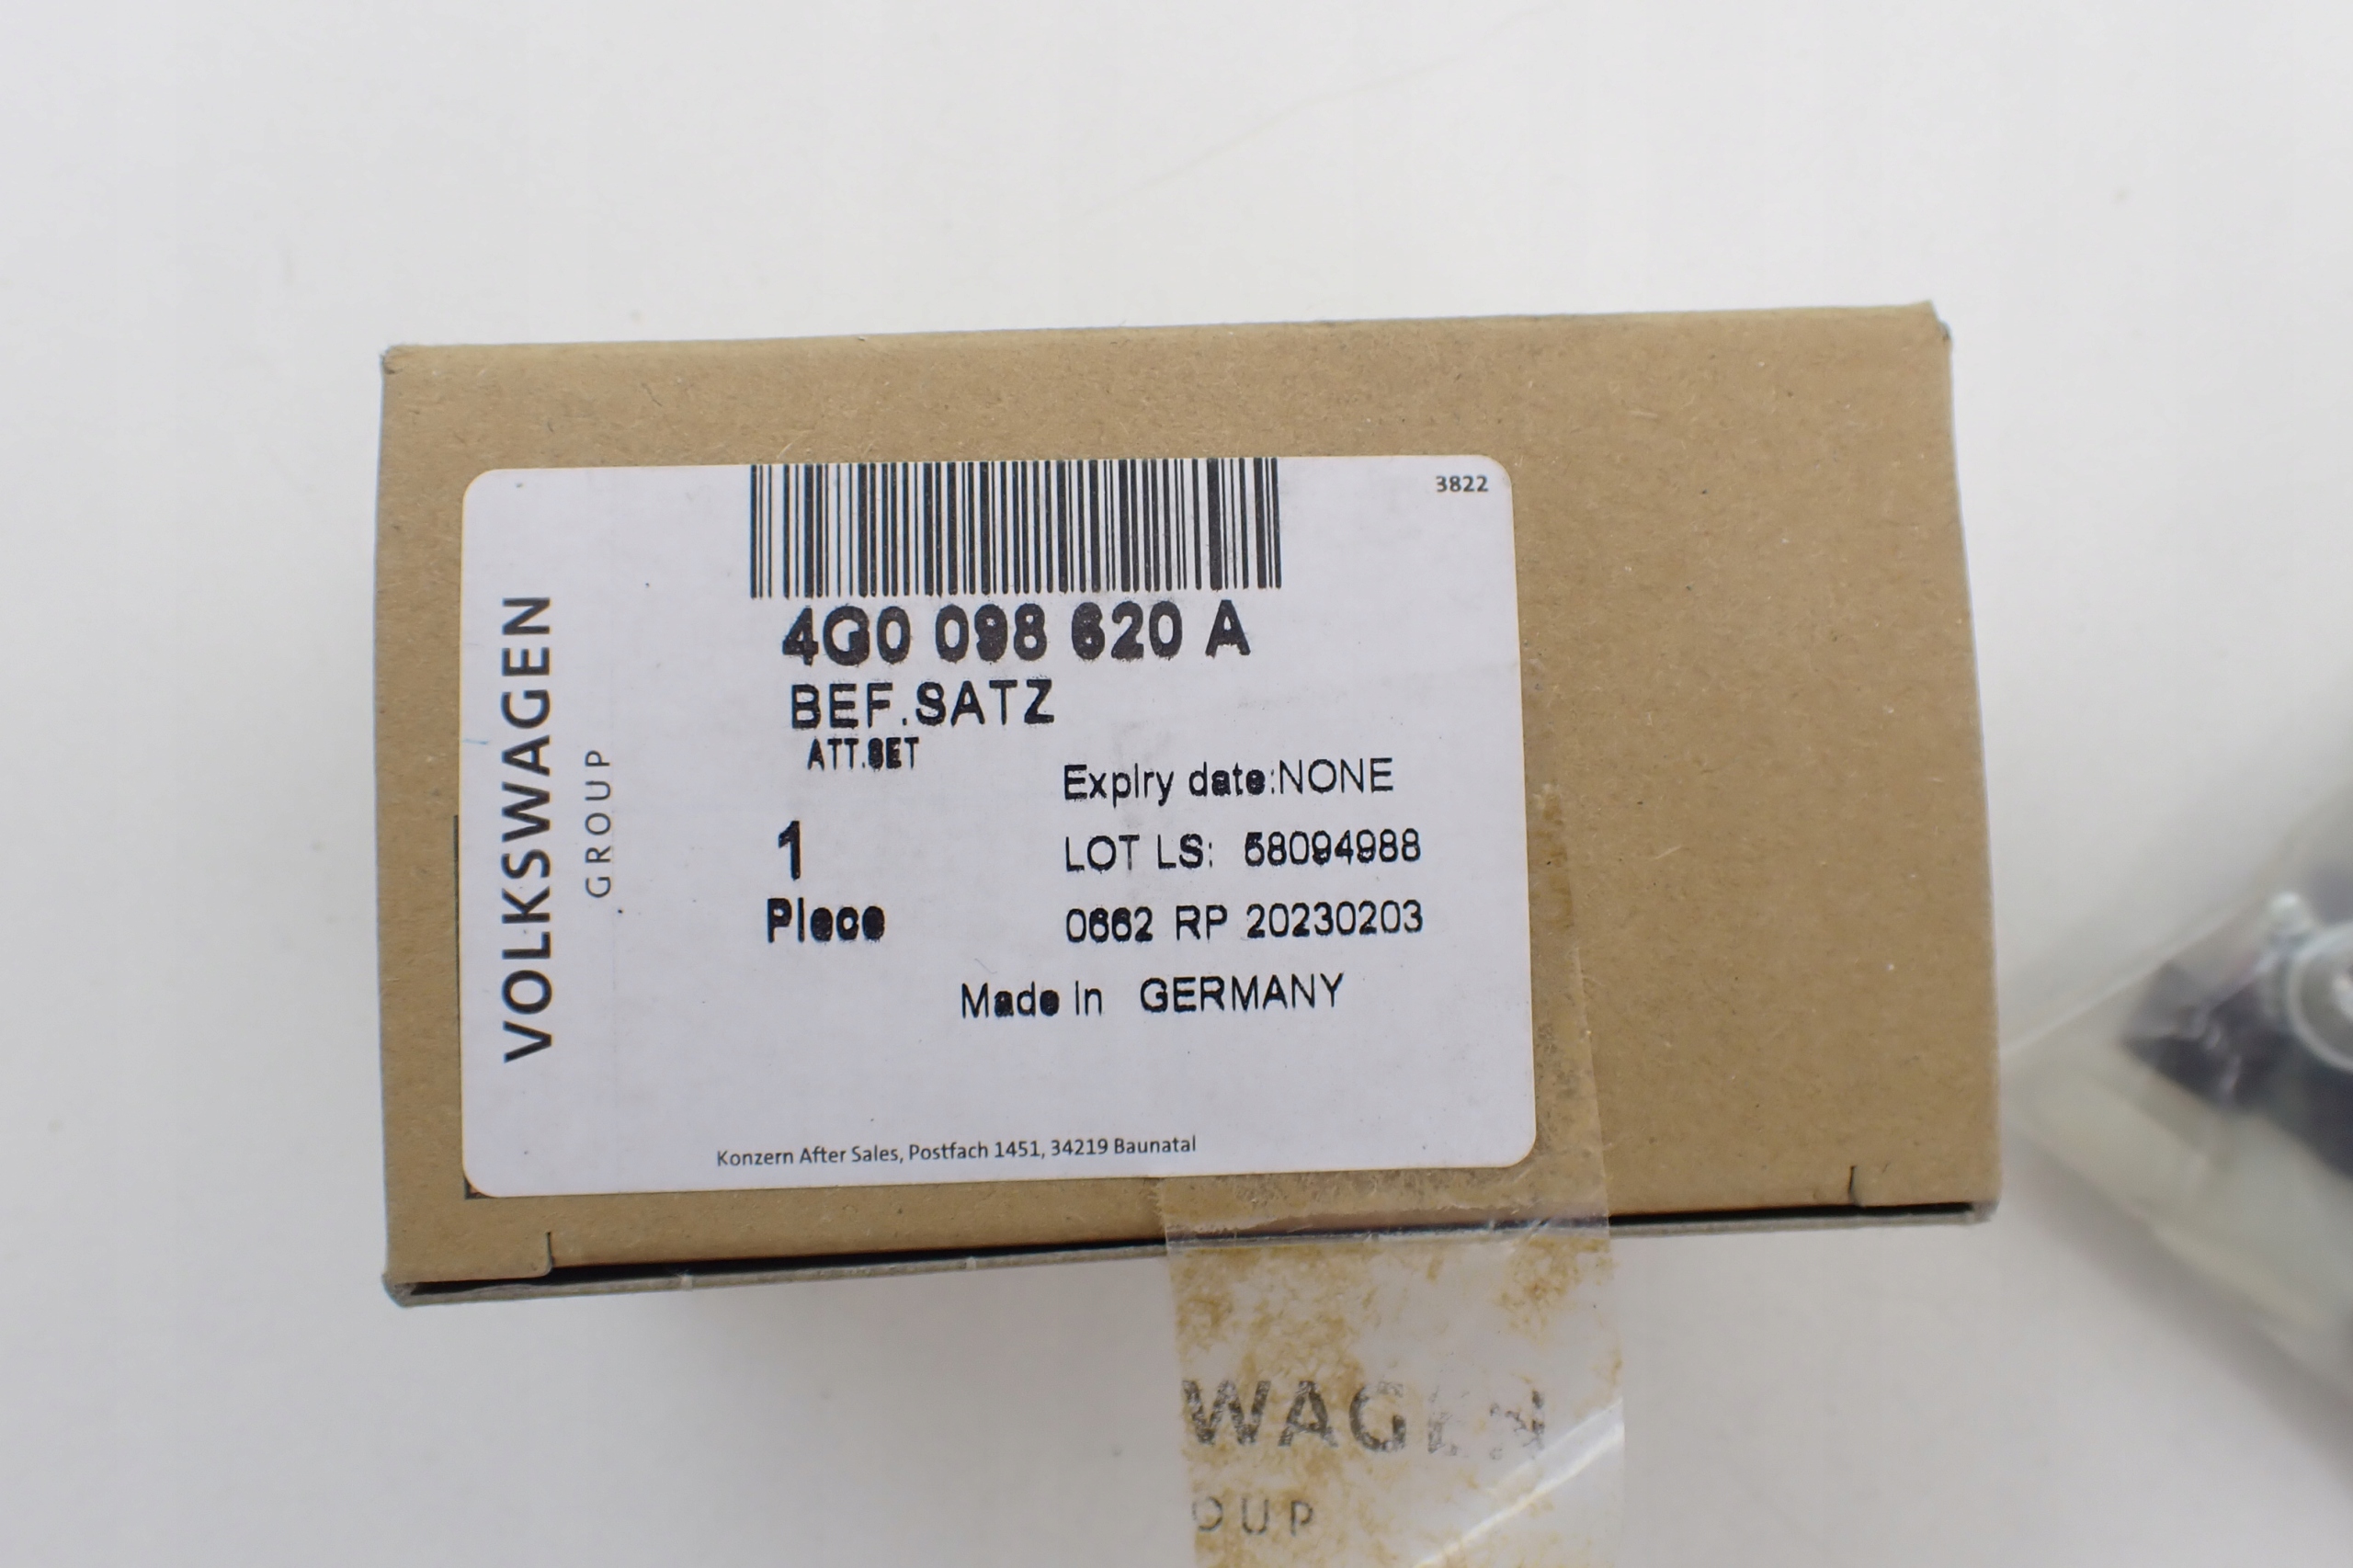 3822
VOLKSWAGEN
GROUP
4G0 098 620 A
BEF.SATZ
ATT.SET
Expiry date:NONE
1
LOT LS: 58094988
Piece
0662 RP 20230203
Made in GERMANY
Konzern After Sales, Postfach 1451, 34219 Baunatal
WAGEN
OUP